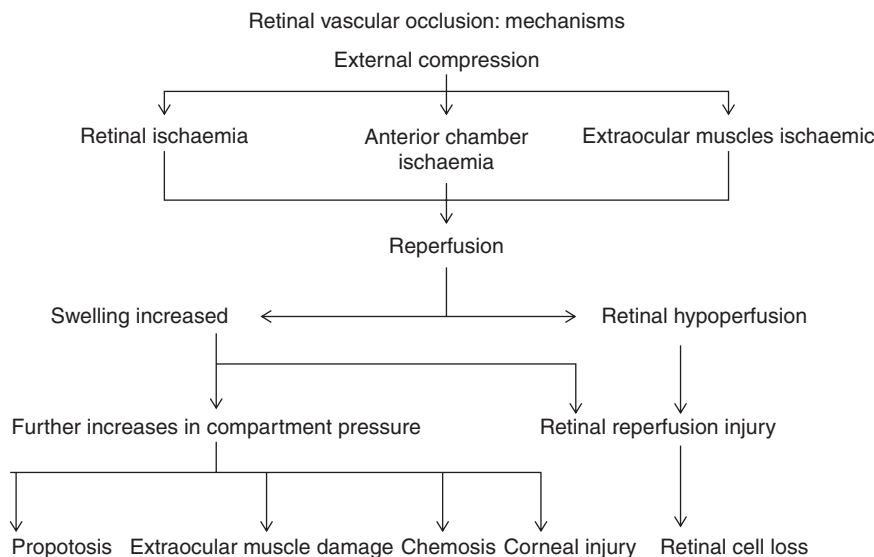 Retinal vascular occlusion: mechanisms
External compression
Retinal ischaemia
Anterior chamber
ischaemia
Extraocular muscles ischaemic
Reperfusion
Swelling increased
Retinal hypoperfusion
Further increases in compartment pressure
Retinal reperfusion injury
Propotosis
Extraocular muscle damage
Chemosis
Corneal injury
Retinal cell loss